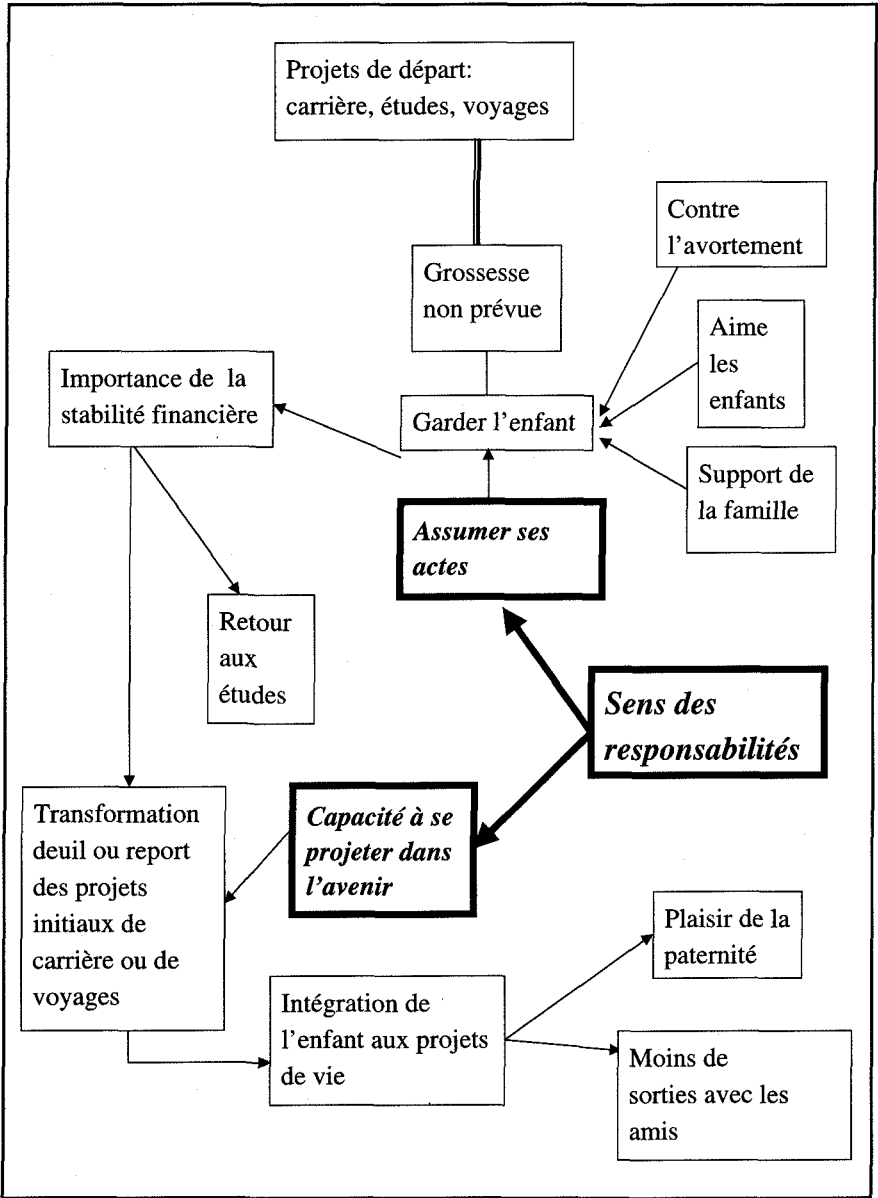 Projets de départ:
carrière, études, voyages
Contre
l'avortement
Grossesse
non prévue
Aime
les
enfants
Importance de la
stabilité financière
Garder l'enfant
Support de
la famille
Assumer ses
actes
Retour
aux
études
Sens des
responsabilités
Transformation
deuil ou report
des projets
initiaux de
carrière ou de
voyages
Capacité à se
projeter dans
l'avenir
Plaisir de la
paternité
Intégration de
l'enfant aux projets
de vie
Moins de
sorties avec les
amis